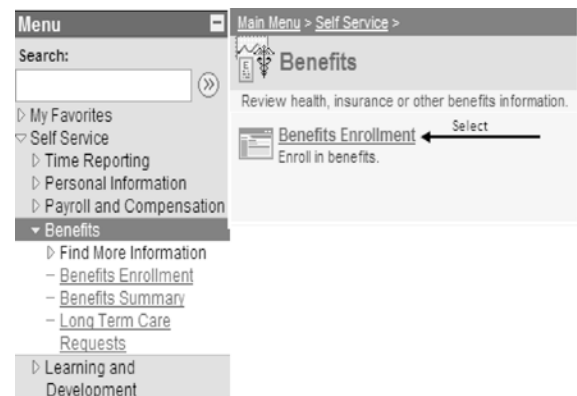 Menu
Search:
My Favorites
Self Service
Time Reporting
Personal Information
Payroll and Compensation
Benefits
Find More Information
– Benefits Enrollment
– Benefits Summary
– Long Term Care
Requests
Learning and
Development
Main Menu > Self Service >
Benefits
Review health, insurance or other benefits information.
Benefits Enrollment
Select
Enroll in benefits.